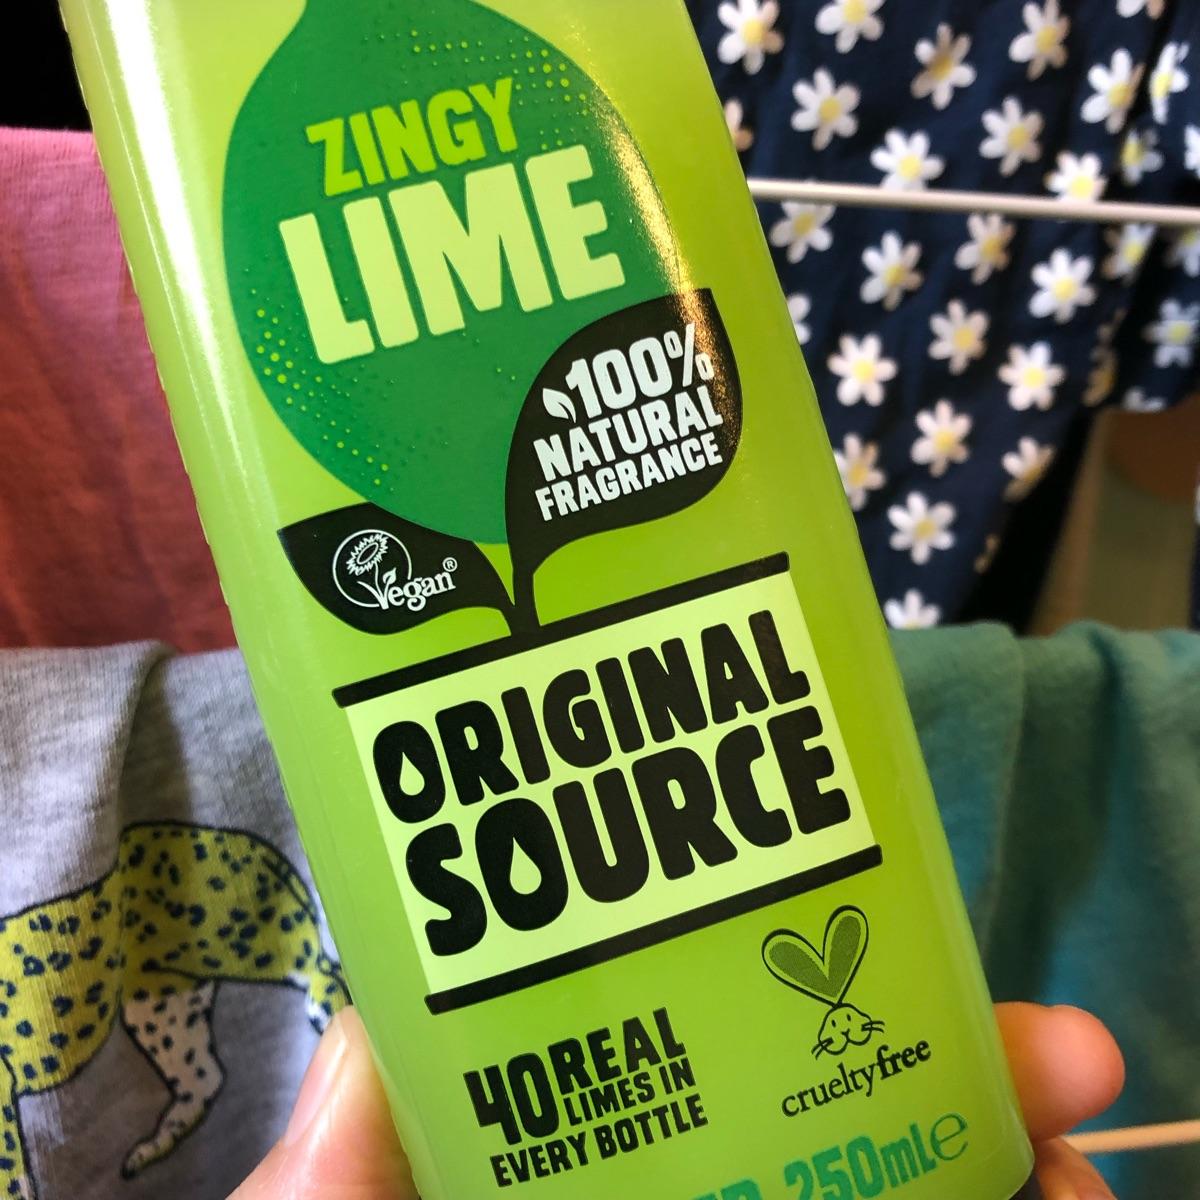 ZINGY
LIME
100%
NATURAL
FRAGRANCE
Vegan®
ORIGINAL
SOURCE
40 REAL
LIMES IN
EVERY BOTTLE
crueltyfree
250mL℮